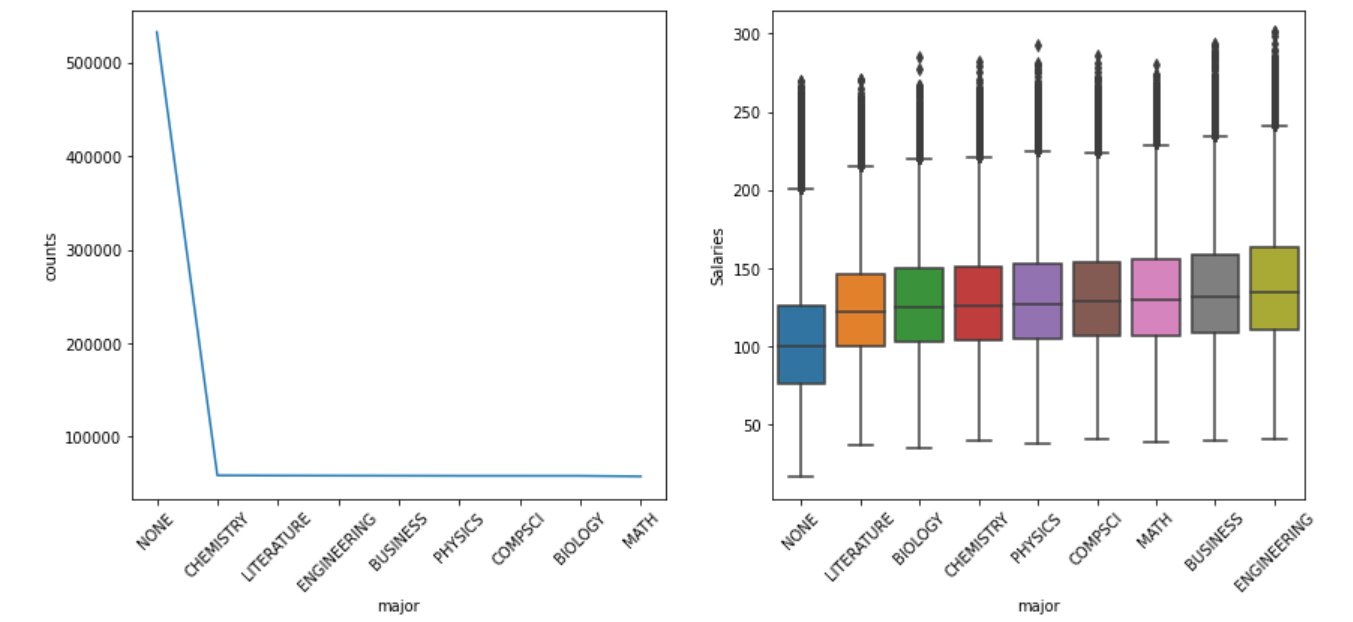 500000
400000
300000
200000
100000
counts
NONE
CHEMISTRY
LITERATURE
ENGINEERING
BUSINESS
PHYSICS
COMPSCI
BIOLOGY
MATH
major
300
250
200
150
100
50
Salaries
NONE
LITERATURE
BIOLOGY
CHEMISTRY
PHYSICS
COMPSCI
MATH
BUSINESS
ENGINEERING
major